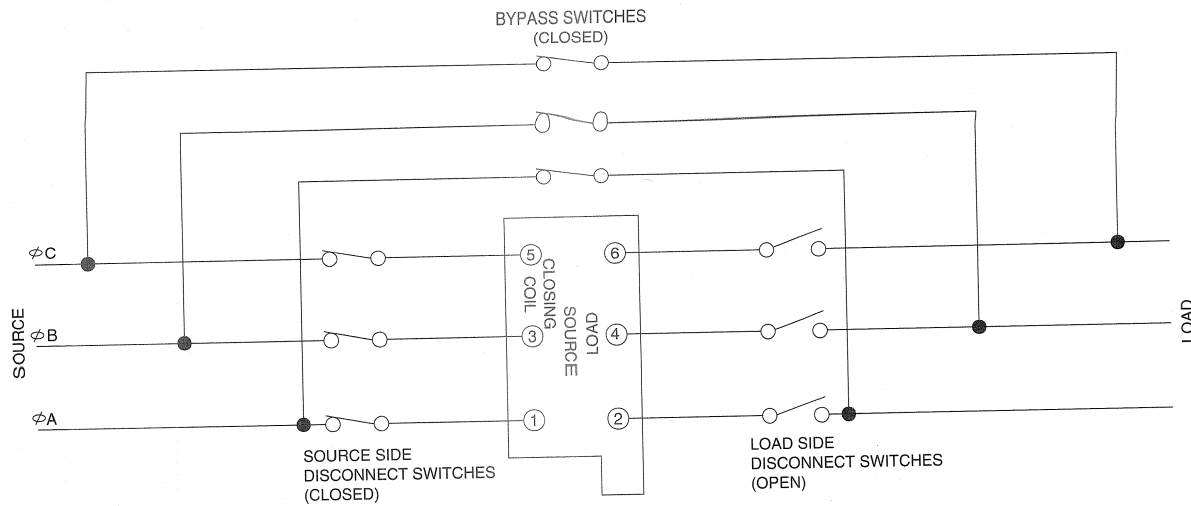 BYPASS SWITCHES
(CLOSED)
øC
5
6
CLOSING
COIL
SOURCE
LOAD
øB
3
4
SOURCE
LOAD
øA
1
2
SOURCE SIDE
DISCONNECT SWITCHES
(CLOSED)
LOAD SIDE
DISCONNECT SWITCHES
(OPEN)